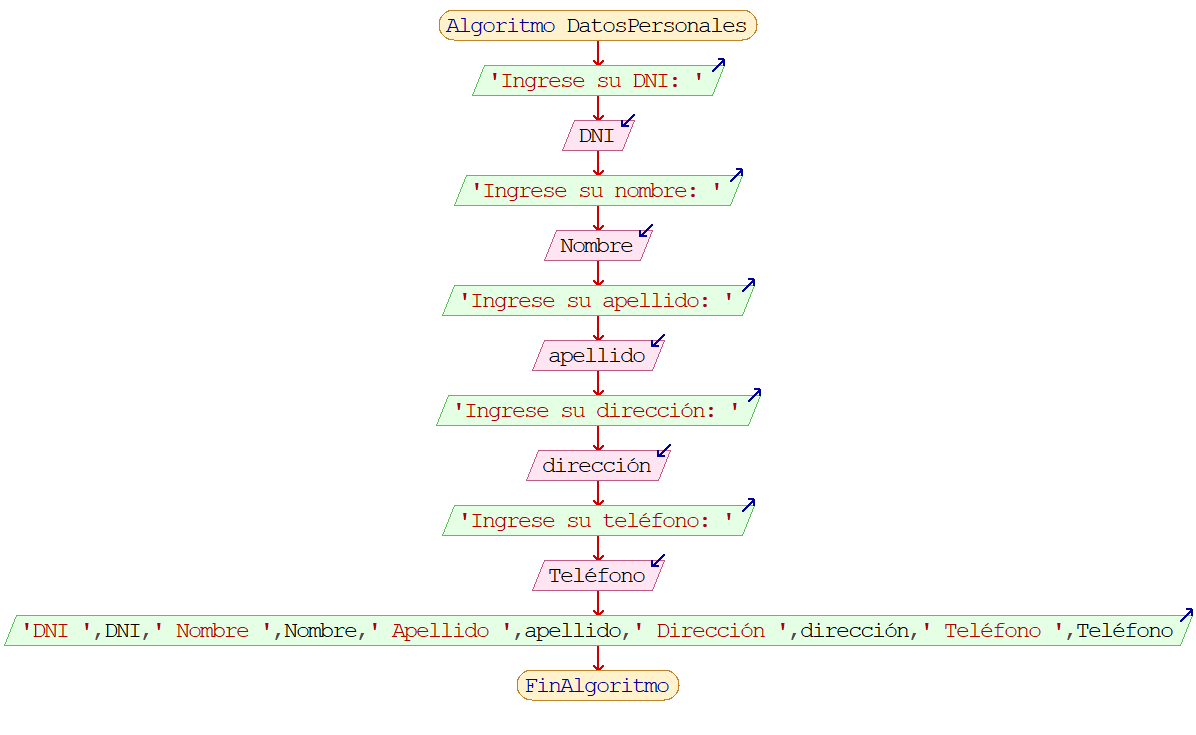 Algoritmo DatosPersonales
'Ingrese su DNI: '
DNI
'Ingrese su nombre: '
Nombre
'Ingrese su apellido: '
apellido
'Ingrese su dirección: '
dirección
'Ingrese su teléfono: '
Teléfono
'DNI ',DNI,' Nombre ',Nombre,' Apellido ',apellido,' Dirección ',dirección,' Teléfono ',Teléfono
FinAlgoritmo